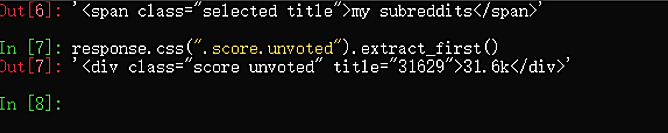 Out[6]: '<span class="selected title">my subreddits</span>'
In [7]: response.css(".score.unvoted").extract_first()
Out[7]: '<div class="score unvoted" title="31629">31.6k</div>'
In [8]: